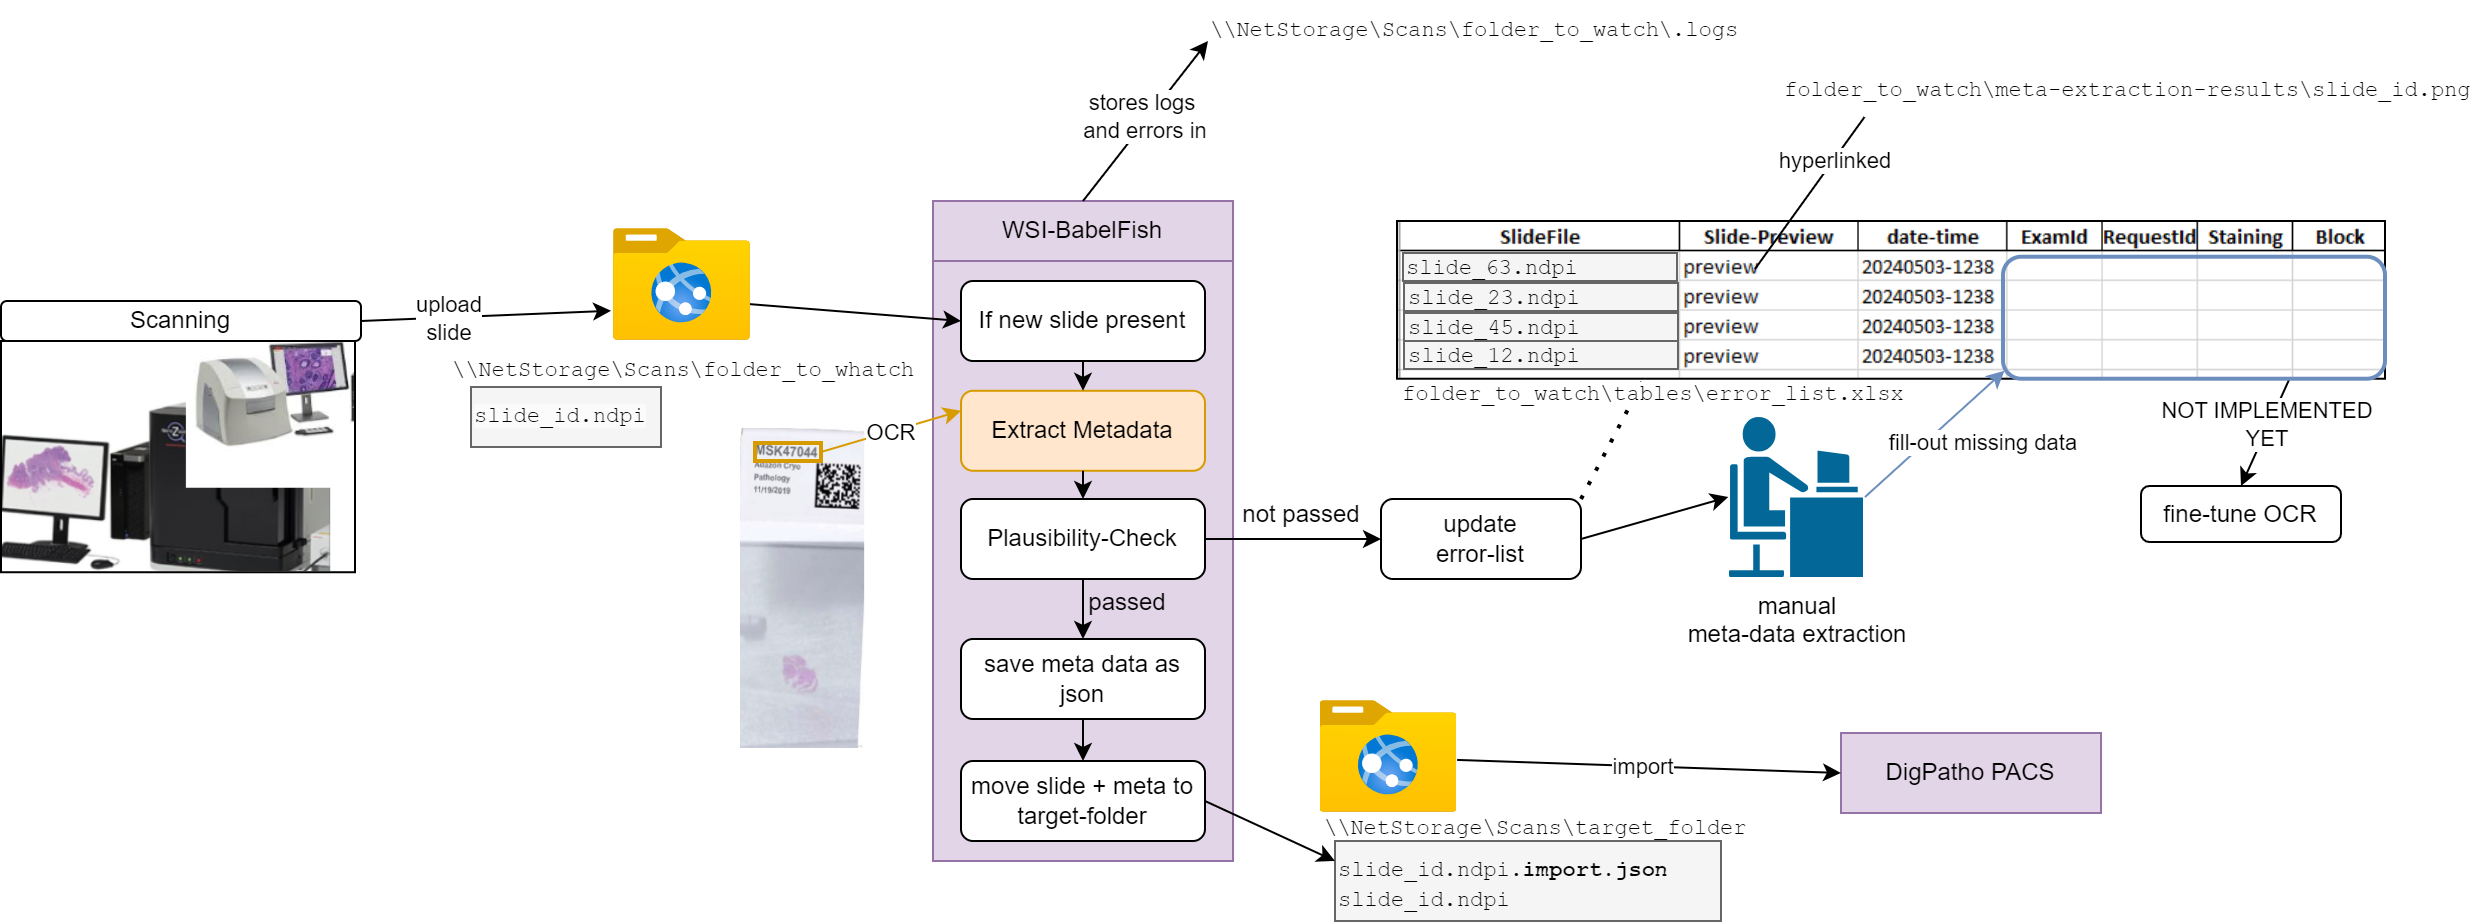 \\NetStorage\Scans\folder_to_watch\.logs
stores logs
and errors in
folder_to_watch\meta-extraction-results\slide_id.png
hyperlinked
WSI-BabelFish
If new slide present
Extract Metadata
Plausibility-Check
passed
save meta data as
json
move slide + meta to
target-folder
Scanning
upload
slide
\\NetStorage\Scans\folder_to_whatch
slide_id.ndpi
OCR
MSK47044
Pathology
11/19/2019
not passed
update
error-list
SlideFile Slide-Preview date-time ExamId RequestId Staining Block
slide_63.ndpi preview 20240503-1238
slide_23.ndpi preview 20240503-1238
slide_45.ndpi preview 20240503-1238
slide_12.ndpi preview 20240503-1238
folder_to_watch\tables\error_list.xlsx
fill-out missing data
manual
meta-data extraction
NOT IMPLEMENTED
YET
fine-tune OCR
import
DigPatho PACS
\\NetStorage\Scans\target_folder
slide_id.ndpi.import.json
slide_id.ndpi